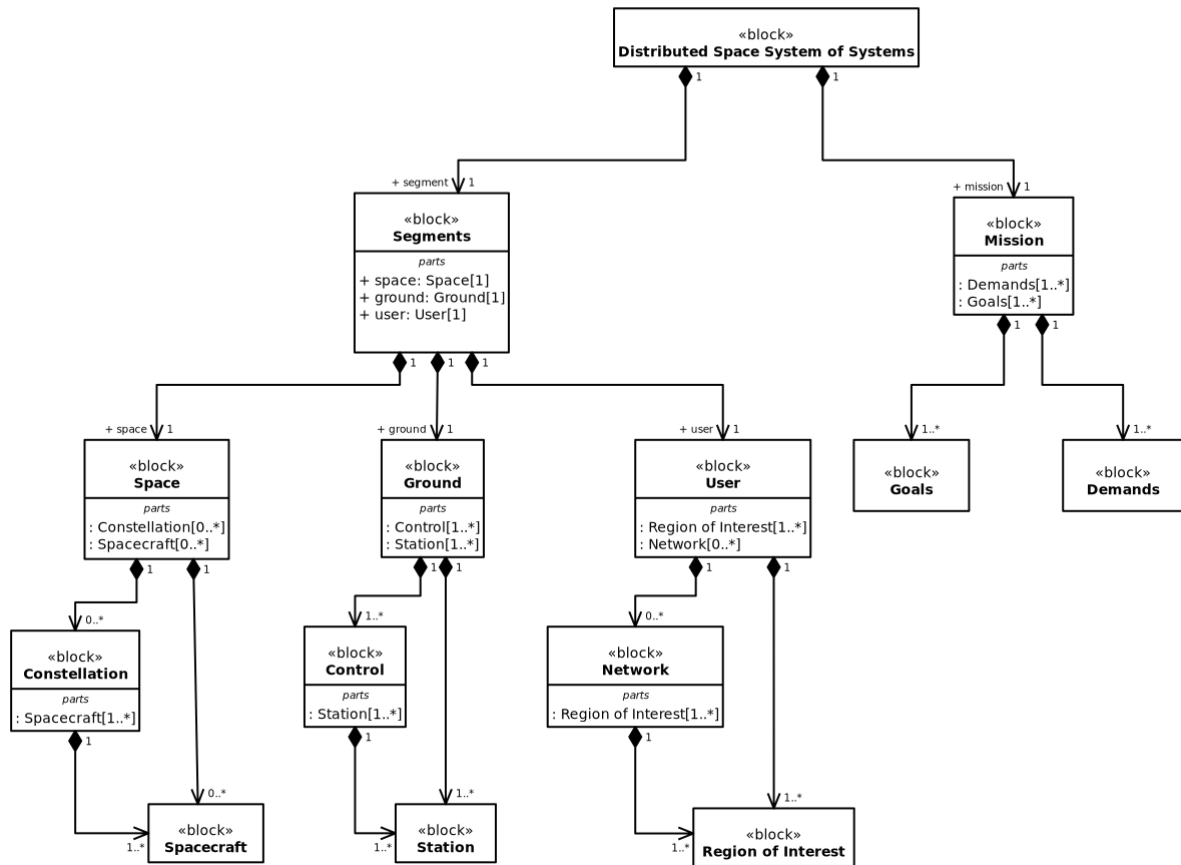 «block»
Distributed Space System of Systems
1
1
+ segment
1
+ mission
1
«block»
Segments
parts
+ space: Space[1]
+ ground: Ground[1]
+ user: User[1]
1
1
1
«block»
Mission
parts
: Demands[1..*]
: Goals[1..*]
1
1
+ space
1
+ ground
1
+ user
1
1..*
1..*
«block»
Space
parts
: Constellation[0..*]
: Spacecraft[0..*]
1
1
«block»
Ground
parts
: Control[1..*]
: Station[1..*]
1
1
«block»
User
parts
: Region of Interest[1..*]
: Network[0..*]
1
1
«block»
Goals
«block»
Demands
0..*
1..*
0..*
«block»
Constellation
parts
: Spacecraft[1..*]
1
«block»
Control
parts
: Station[1..*]
1
«block»
Network
parts
: Region of Interest[1..*]
1
0..*
1..*
1..*
1..*
«block»
Spacecraft
1..*
«block»
Station
1..*
«block»
Region of Interest